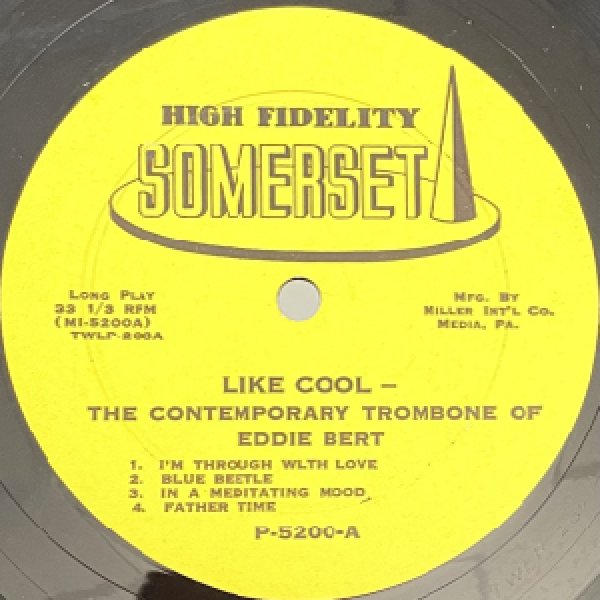 HIGH FIDELITY
SOMERSET
LONG PLAY
33 1/3 RPM
(MI-5200A)
TWLP-200A
MFG. BY
MILLER INT'L CO.
MEDIA, PA.
LIKE COOL –
THE CONTEMPORARY TROMBONE OF
EDDIE BERT
1. I'M THROUGH WLTH LOVE
2. BLUE BEETLE
3. IN A MEDITATING MOOD
4. FATHER TIME
P-5200-A